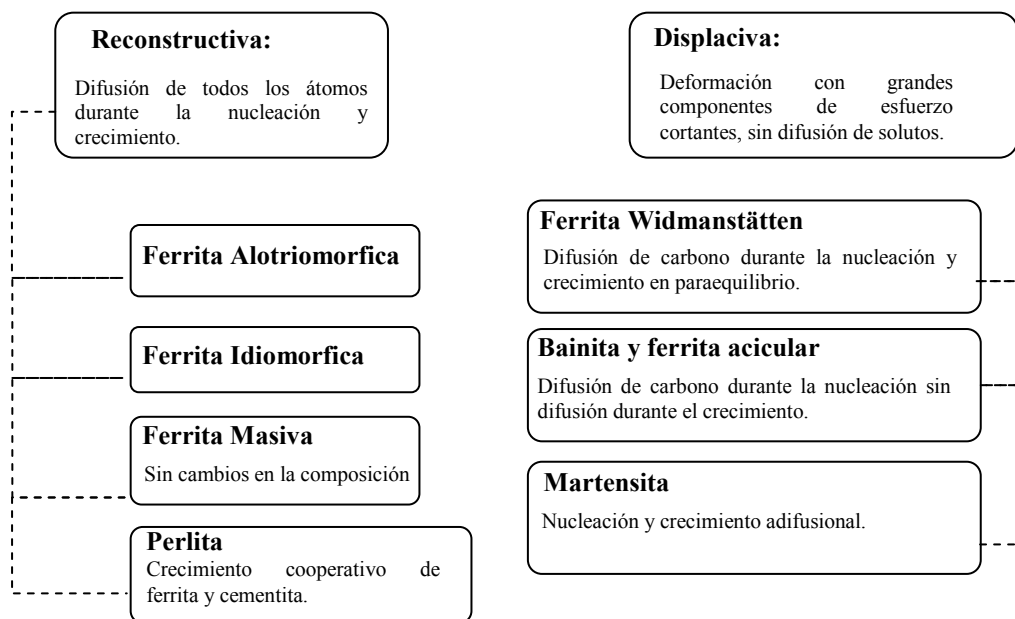 Reconstructiva:
Difusión de todos los átomos
durante la nucleación y
crecimiento.
Ferrita Alotriomorfica
Ferrita Idiomorfica
Ferrita Masiva
Sin cambios en la composición
Perlita
Crecimiento cooperativo de
ferrita y cementita.
Displaciva:
Deformación con grandes
componentes de esfuerzo
cortantes, sin difusión de solutos.
Ferrita Widmanstätten
Difusión de carbono durante la nucleación y
crecimiento en paraequilibrio.
Bainita y ferrita acicular
Difusión de carbono durante la nucleación sin
difusión durante el crecimiento.
Martensita
Nucleación y crecimiento adifusional.